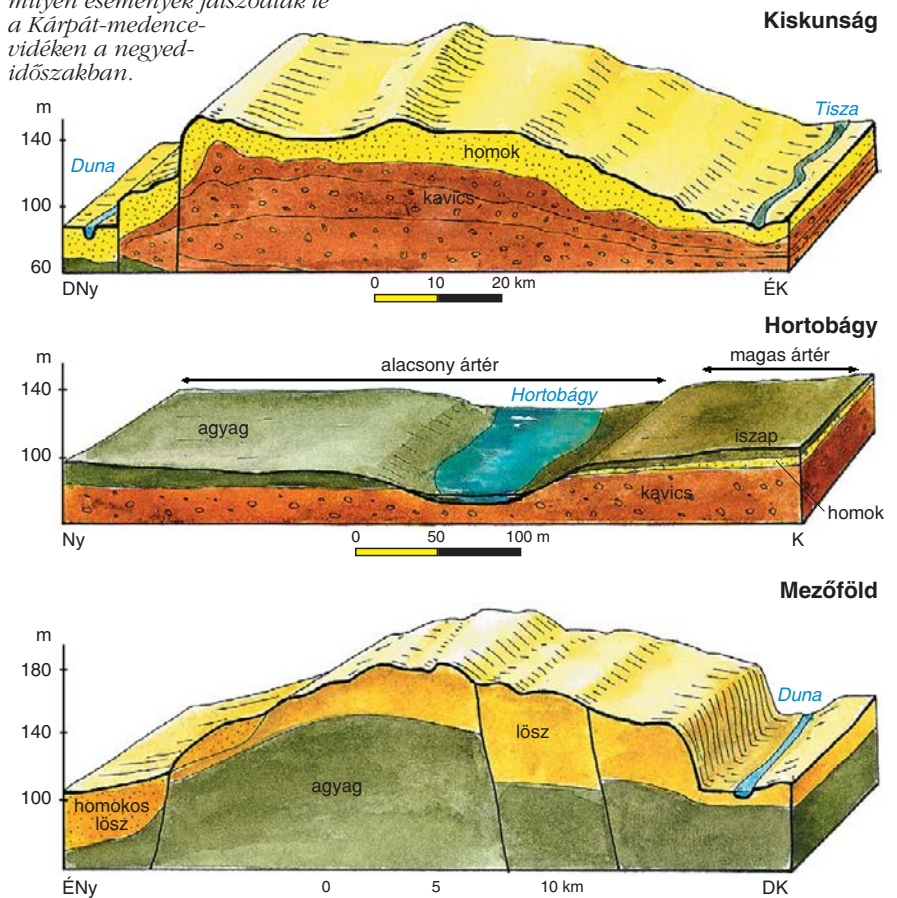 milyen események játszódtak le
a Kárpát-medence-
vidéken a negyed-
időszakban.
Kiskunság
m
140
100
60
Duna
Tisza
homok
kavics
DNy
ÉK
0 10 20 km
Hortobágy
m
140
100
alacsony ártér
magas ártér
Hortobágy
agyag
iszap
kavics
homok
Ny
K
0 50 100 m
Mezőföld
m
180
140
100
Duna
lösz
agyag
homokos
lösz
ÉNy
0 5 10 km
DK